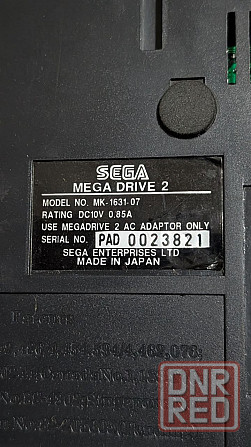 SEGA
MEGA DRIVE 2
MODEL NO. MK-1631-07
RATING DC10V 0.85A
USE MEGADRIVE 2 AC ADAPTOR ONLY
SERIAL NO. PAD 0023821
SEGA ENTERPRISES LTD
MADE IN JAPAN
DNR
RED